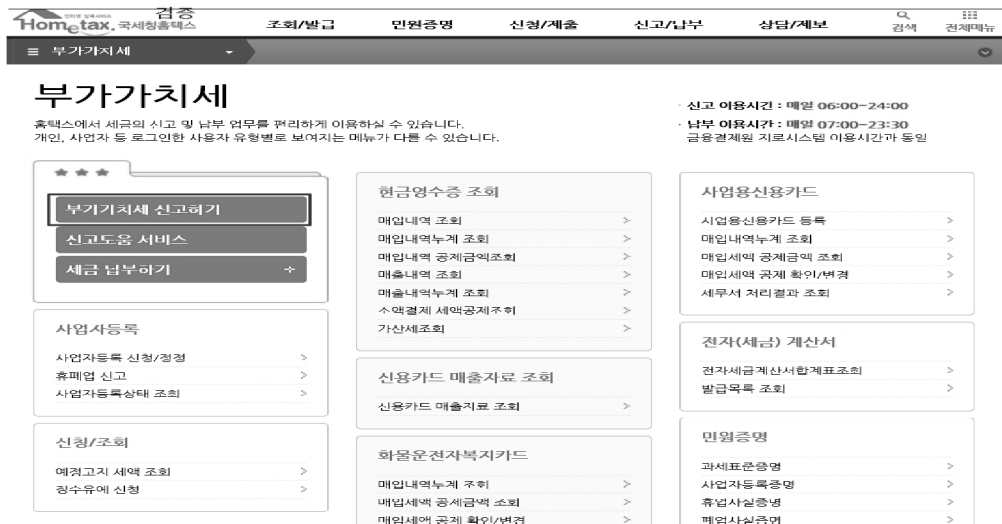 검증
Hometax. 국세청홈택스
조회/발급
민원증명
신청/제출
신고/납부
상담/제보
검색
전체메뉴
부가가치세
부가가치세
홈택스에서 세금의 신고 및 납부 업무를 편리하게 이용하실 수 있습니다.
개인, 사업자 등 로그인한 사용자 유형별로 보여지는 메뉴가 다를 수 있습니다.
· 신고 이용시간 : 매일 06:00~24:00
· 납부 이용시간 : 매일 07:00~23:30
금융결제원 지로시스템 이용시간과 동일
부가가치세 신고하기
신고도움 서비스
세금 납부하기
사업자등록
사업자등록 신청/정정
휴폐업 신고
사업자등록상태 조회
신청/조회
예정고지 세액 조회
징수유예 신청
현금영수증 조회
매입내역 조회
매입내역누계 조회
매입내역 공제금액조회
매출내역 조회
매출내역누계 조회
소액결제 세액공제조회
가산세조회
신용카드 매출자료 조회
신용카드 매출자료 조회
화물운전자복지카드
매입내역누계 조회
매입세액 공제금액 조회
매입세액 공제 확인/변경
사업용신용카드
사업용신용카드 등록
매입내역누계 조회
매입세액 공제금액 조회
매입세액 공제 확인/변경
세무서 처리결과 조회
전자(세금) 계산서
전자세금계산서합계표조회
발급목록 조회
민원증명
과세표준증명
사업자등록증명
휴업사실증명
폐업사실증명